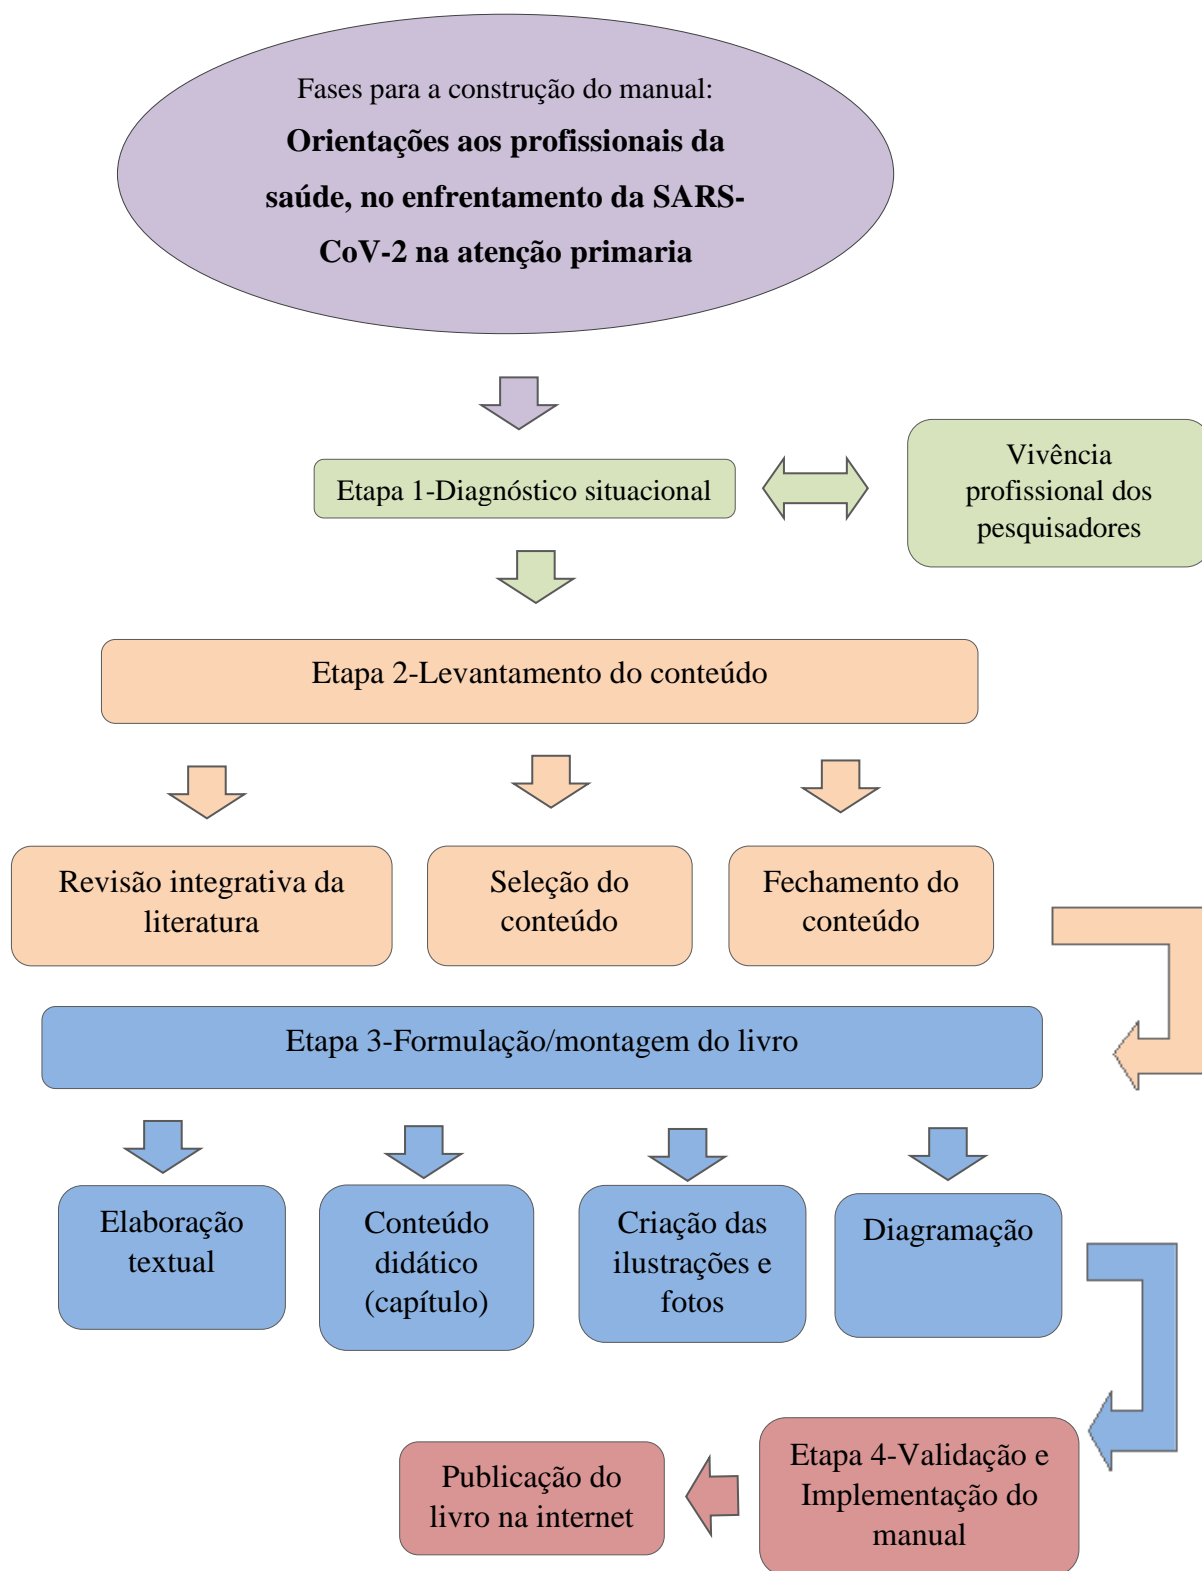 Fases para a construção do manual:
Orientações aos profissionais da
saúde, no enfrentamento da SARS-
CoV-2 na atenção primaria
Etapa 1-Diagnóstico situacional
Vivência
profissional dos
pesquisadores
Etapa 2-Levantamento do conteúdo
Revisão integrativa da
literatura
Seleção do
conteúdo
Fechamento do
conteúdo
Etapa 3-Formulação/montagem do livro
Elaboração
textual
Conteúdo
didático
(capítulo)
Criação das
ilustrações e
fotos
Diagramação
Etapa 4-Validação e
Implementação do
manual
Publicação do
livro na internet